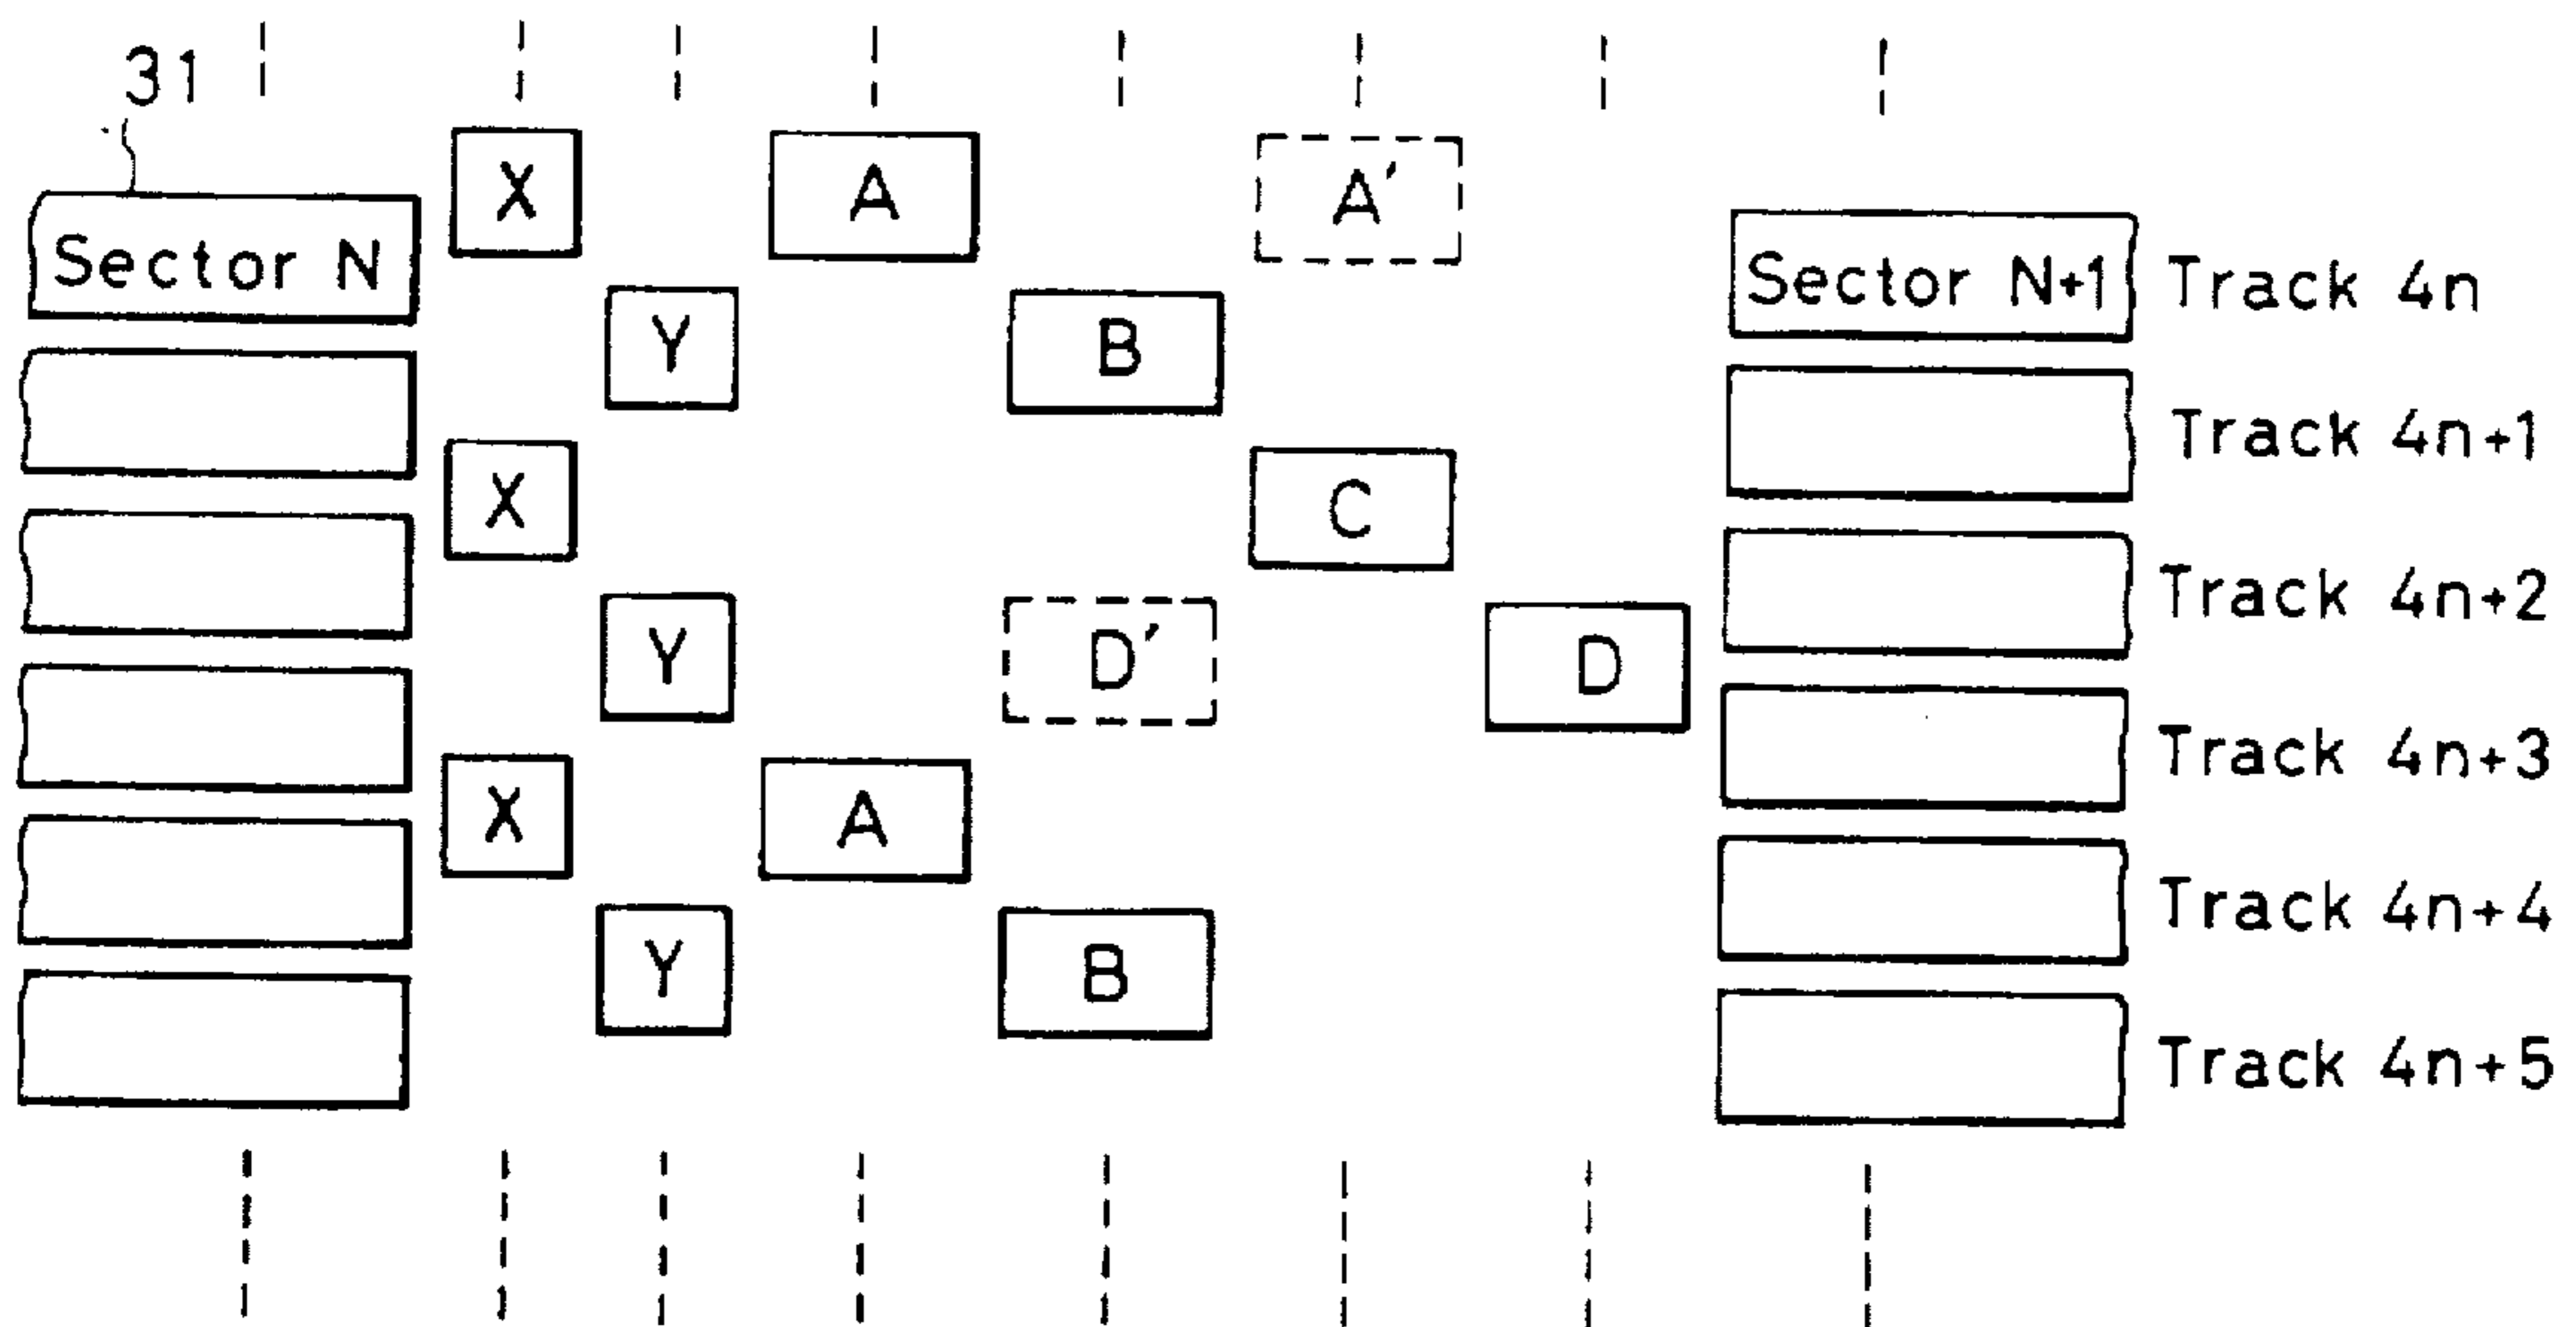 31
X A A′
Sector N Sector N+1 Track 4n
Y B
Track 4n+1
X C
Track 4n+2
Y D′ D
Track 4n+3
X A
Track 4n+4
Y B
Track 4n+5